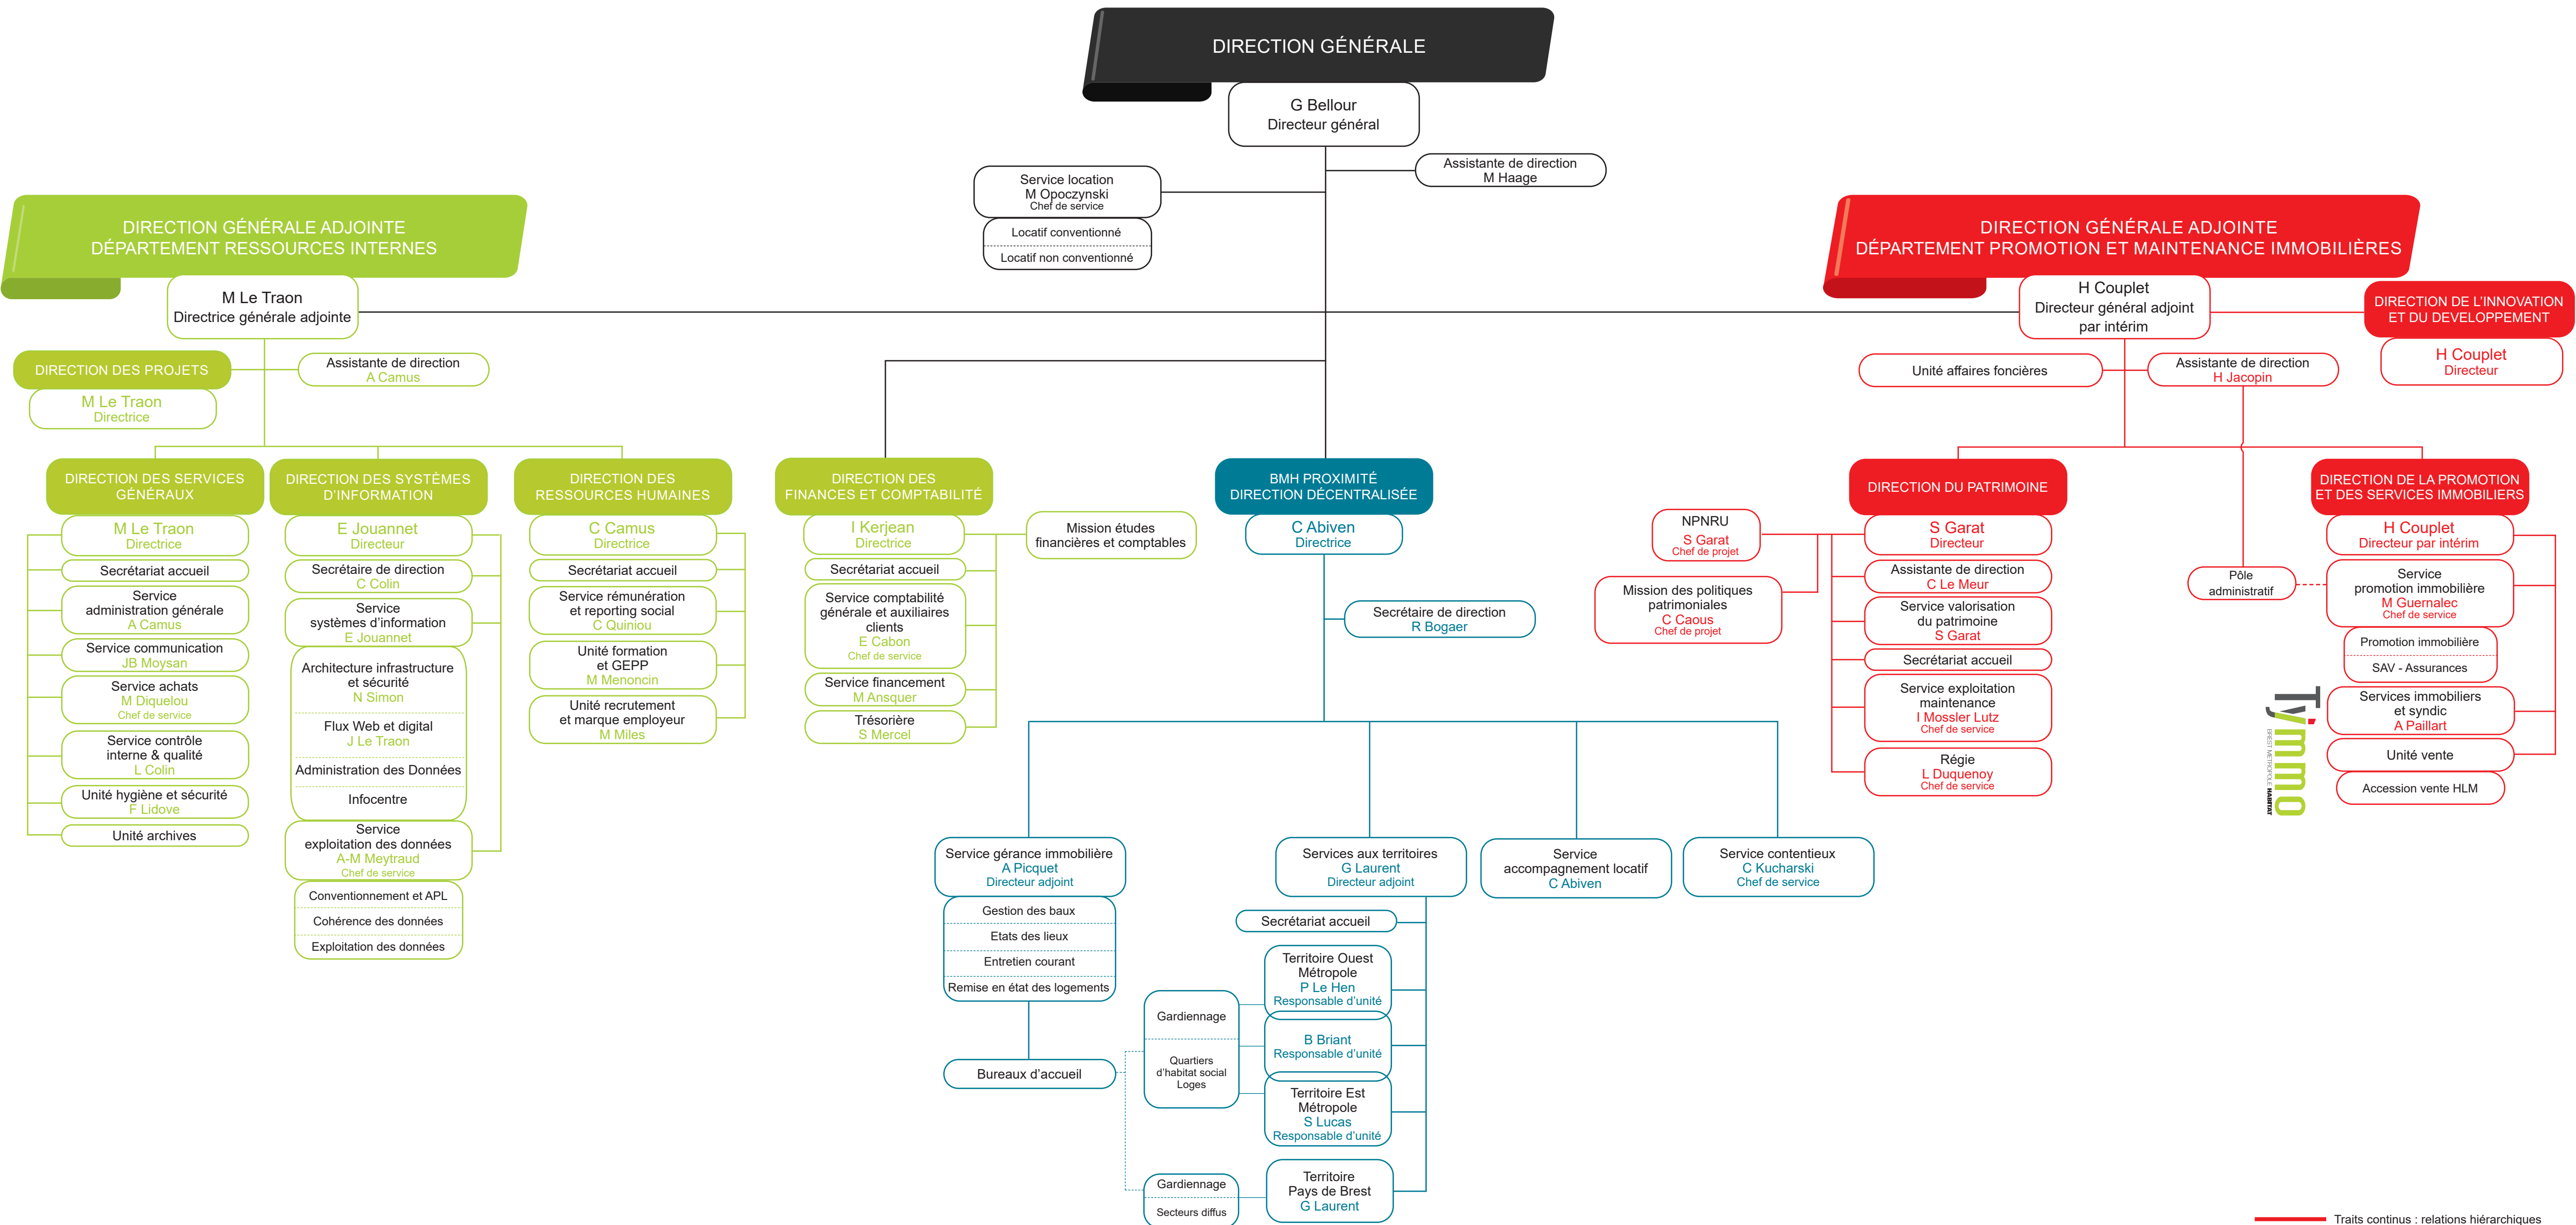 DIRECTION GÉNÉRALE
G Bellour
Directeur général
Assistante de direction
M Haage
Service location
M Opoczynski
Chef de service
Locatif conventionné
Locatif non conventionné
DIRECTION GÉNÉRALE ADJOINTE
DÉPARTEMENT RESSOURCES INTERNES
M Le Traon
Directrice générale adjointe
DIRECTION DES PROJETS
M Le Traon
Directrice
Assistante de direction
A Camus
DIRECTION DES SERVICES
GÉNÉRAUX
M Le Traon
Directrice
Secrétariat accueil
Service
administration générale
A Camus
Service communication
JB Moysan
Service achats
M Diquelou
Chef de service
Service contrôle
interne & qualité
L Colin
Unité hygiène et sécurité
F Lidove
Unité archives
DIRECTION DES SYSTÈMES
D'INFORMATION
E Jouannet
Directeur
Secrétaire de direction
C Colin
Service
systèmes d'information
E Jouannet
Architecture infrastructure
et sécurité
N Simon
Flux Web et digital
J Le Traon
Administration des Données
Infocentre
Service
exploitation des données
A-M Meytraud
Chef de service
Conventionnement et APL
Cohérence des données
Exploitation des données
DIRECTION DES
RESSOURCES HUMAINES
C Camus
Directrice
Secrétariat accueil
Service rémunération
et reporting social
C Quiniou
Unité formation
et GEPP
M Menoncin
Unité recrutement
et marque employeur
M Miles
DIRECTION DES
FINANCES ET COMPTABILITÉ
I Kerjean
Directrice
Mission études
financières et comptables
Secrétariat accueil
Service comptabilité
générale et auxiliaires
clients
E Cabon
Chef de service
Service financement
M Ansquer
Trésorière
S Mercel
BMH PROXIMITÉ
DIRECTION DÉCENTRALISÉE
C Abiven
Directrice
Secrétaire de direction
R Bogaer
Service gérance immobilière
A Picquet
Directeur adjoint
Gestion des baux
Etats des lieux
Entretien courant
Remise en état des logements
Bureaux d'accueil
Services aux territoires
G Laurent
Directeur adjoint
Secrétariat accueil
Territoire Ouest
Métropole
P Le Hen
Responsable d'unité
B Briant
Responsable d'unité
Territoire Est
Métropole
S Lucas
Responsable d'unité
Territoire
Pays de Brest
G Laurent
Gardiennage
Quartiers
d'habitat social
Loges
Gardiennage
Secteurs diffus
Service
accompagnement locatif
C Abiven
Service contentieux
C Kucharski
Chef de service
DIRECTION GÉNÉRALE ADJOINTE
DÉPARTEMENT PROMOTION ET MAINTENANCE IMMOBILIÈRES
H Couplet
Directeur général adjoint
par intérim
DIRECTION DE L'INNOVATION
ET DU DEVELOPPEMENT
H Couplet
Directeur
Unité affaires foncières
Assistante de direction
H Jacopin
DIRECTION DU PATRIMOINE
S Garat
Directeur
NPNRU
S Garat
Chef de projet
Mission des politiques
patrimoniales
C Caous
Chef de projet
Assistante de direction
C Le Meur
Service valorisation
du patrimoine
S Garat
Secrétariat accueil
Service exploitation
maintenance
I Mossler Lutz
Chef de service
Régie
L Duquenoy
Chef de service
DIRECTION DE LA PROMOTION
ET DES SERVICES IMMOBILIERS
H Couplet
Directeur par intérim
Pôle
administratif
Service
promotion immobilière
M Guernalec
Chef de service
Promotion immobilière
SAV - Assurances
Services immobiliers
et syndic
A Paillart
Unité vente
Accession vente HLM
Tymmo
BREST MÉTROPOLE HABITAT
Traits continus : relations hiérarchiques